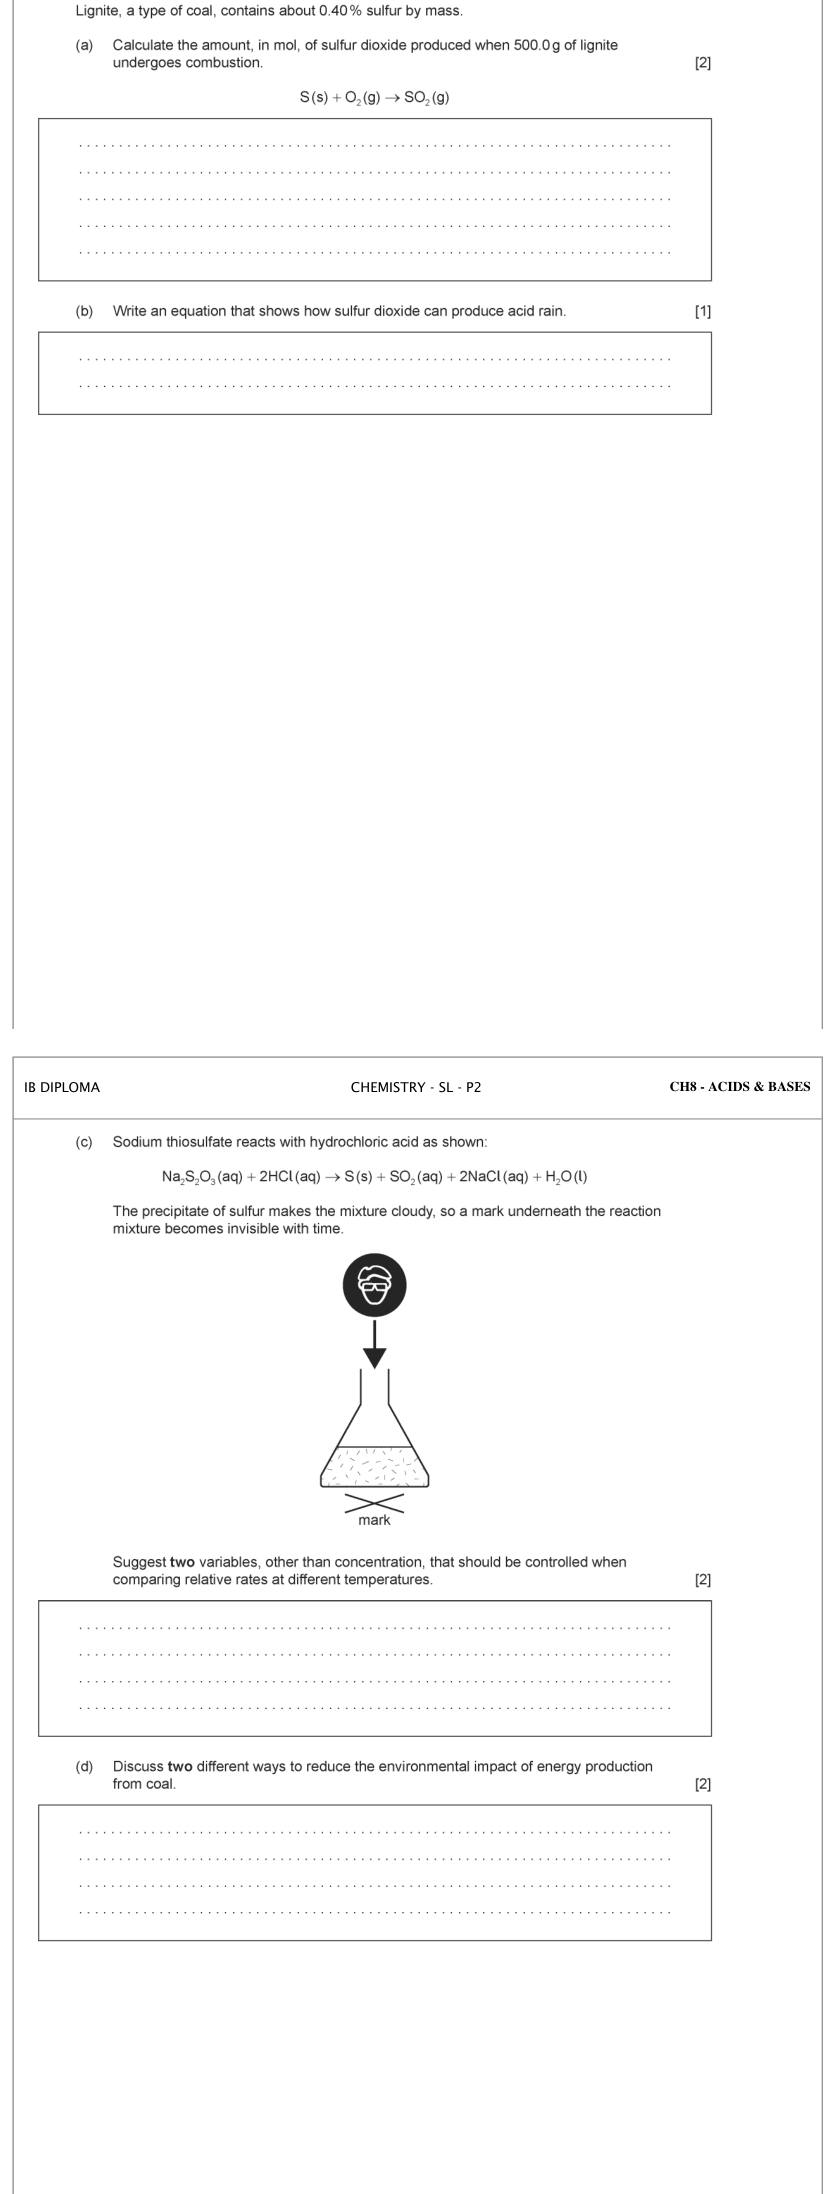 Lignite, a type of coal, contains about 0.40% sulfur by mass.
(a) Calculate the amount, in mol, of sulfur dioxide produced when 500.0 g of lignite
undergoes combustion. [2]
S(s) + O₂(g) → SO₂(g)
(b) Write an equation that shows how sulfur dioxide can produce acid rain. [1]
IB DIPLOMA CHEMISTRY - SL - P2 CH8 - ACIDS & BASES
(c) Sodium thiosulfate reacts with hydrochloric acid as shown:
Na₂S₂O₃(aq) + 2HCl(aq) → S(s) + SO₂(aq) + 2NaCl(aq) + H₂O(l)
The precipitate of sulfur makes the mixture cloudy, so a mark underneath the reaction
mixture becomes invisible with time.
mark
Suggest two variables, other than concentration, that should be controlled when
comparing relative rates at different temperatures. [2]
(d) Discuss two different ways to reduce the environmental impact of energy production
from coal. [2]